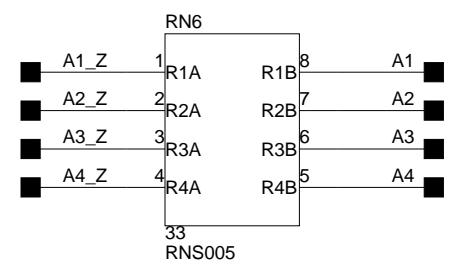 RN6
A1_Z 1 R1A R1B 8 A1
A2_Z 2 R2A R2B 7 A2
A3_Z 3 R3A R3B 6 A3
A4_Z 4 R4A R4B 5 A4
33
RNS005